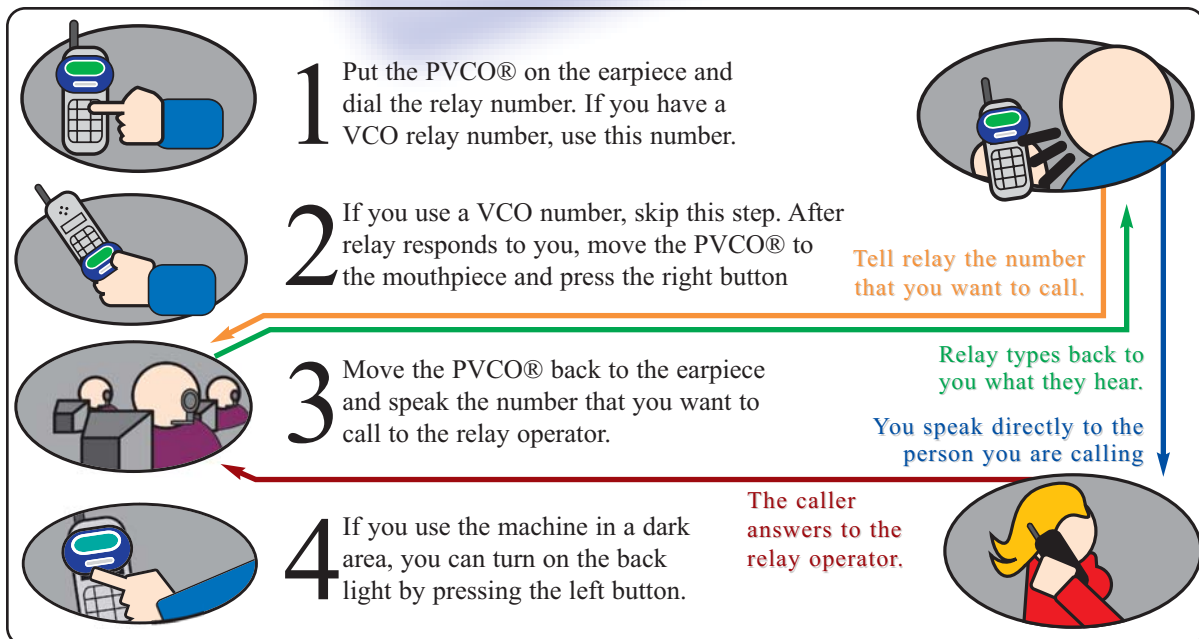 1
Put the PVCO® on the earpiece and
dial the relay number. If you have a
VCO relay number, use this number.
2
If you use a VCO number, skip this step. After
relay responds to you, move the PVCO® to
the mouthpiece and press the right button
3
Move the PVCO® back to the earpiece
and speak the number that you want to
call to the relay operator.
4
If you use the machine in a dark
area, you can turn on the back
light by pressing the left button.
Tell relay the number
that you want to call.
Relay types back to
you what they hear.
You speak directly to the
person you are calling
The caller
answers to the
relay operator.